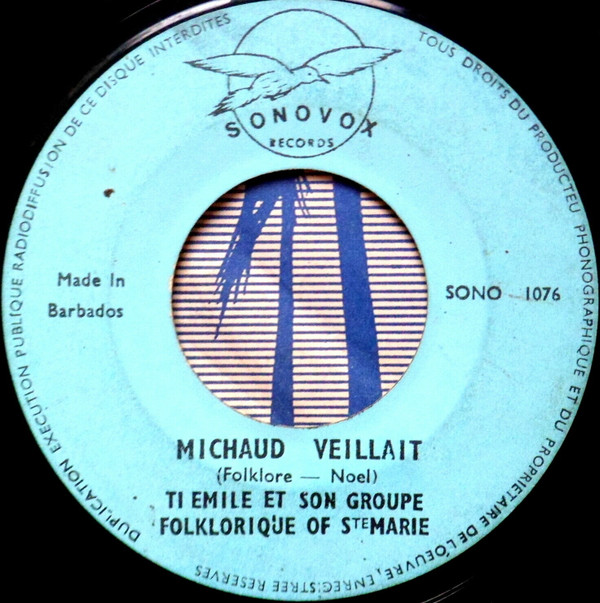 SONOVOX
RECORDS
TOUS DROITS DU PRODUCTEU PHONOGRAPHIQUE ET DU PROPRIETAIRE DE L'OEUVRE, ENREGISTREE RESERVES
DUPLICATION EXECUTION PUBLIQUE RADIODIFFUSION DE CE DISQUE INTERDITES
Made In
Barbados
SONO 1076
MICHAUD VEILLAIT
(Folklore — Noel)
TI EMILE ET SON GROUPE
FOLKLORIQUE OF STE MARIE